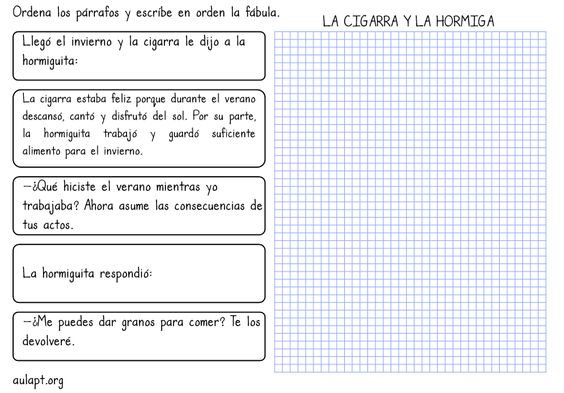 Ordena los párrafos y escribe en orden la fábula.
LA CIGARRA Y LA HORMIGA
Llegó el invierno y la cigarra le dijo a la
hormiguita:
La cigarra estaba feliz porque durante el verano
descansó, cantó y disfrutó del sol. Por su parte,
la hormiguita trabajó y guardó suficiente
alimento para el invierno.
—¿Qué hiciste el verano mientras yo
trabajaba? Ahora asume las consecuencias de
tus actos.
La hormiguita respondió:
—¿Me puedes dar granos para comer? Te los
devolveré.
aulapt.org